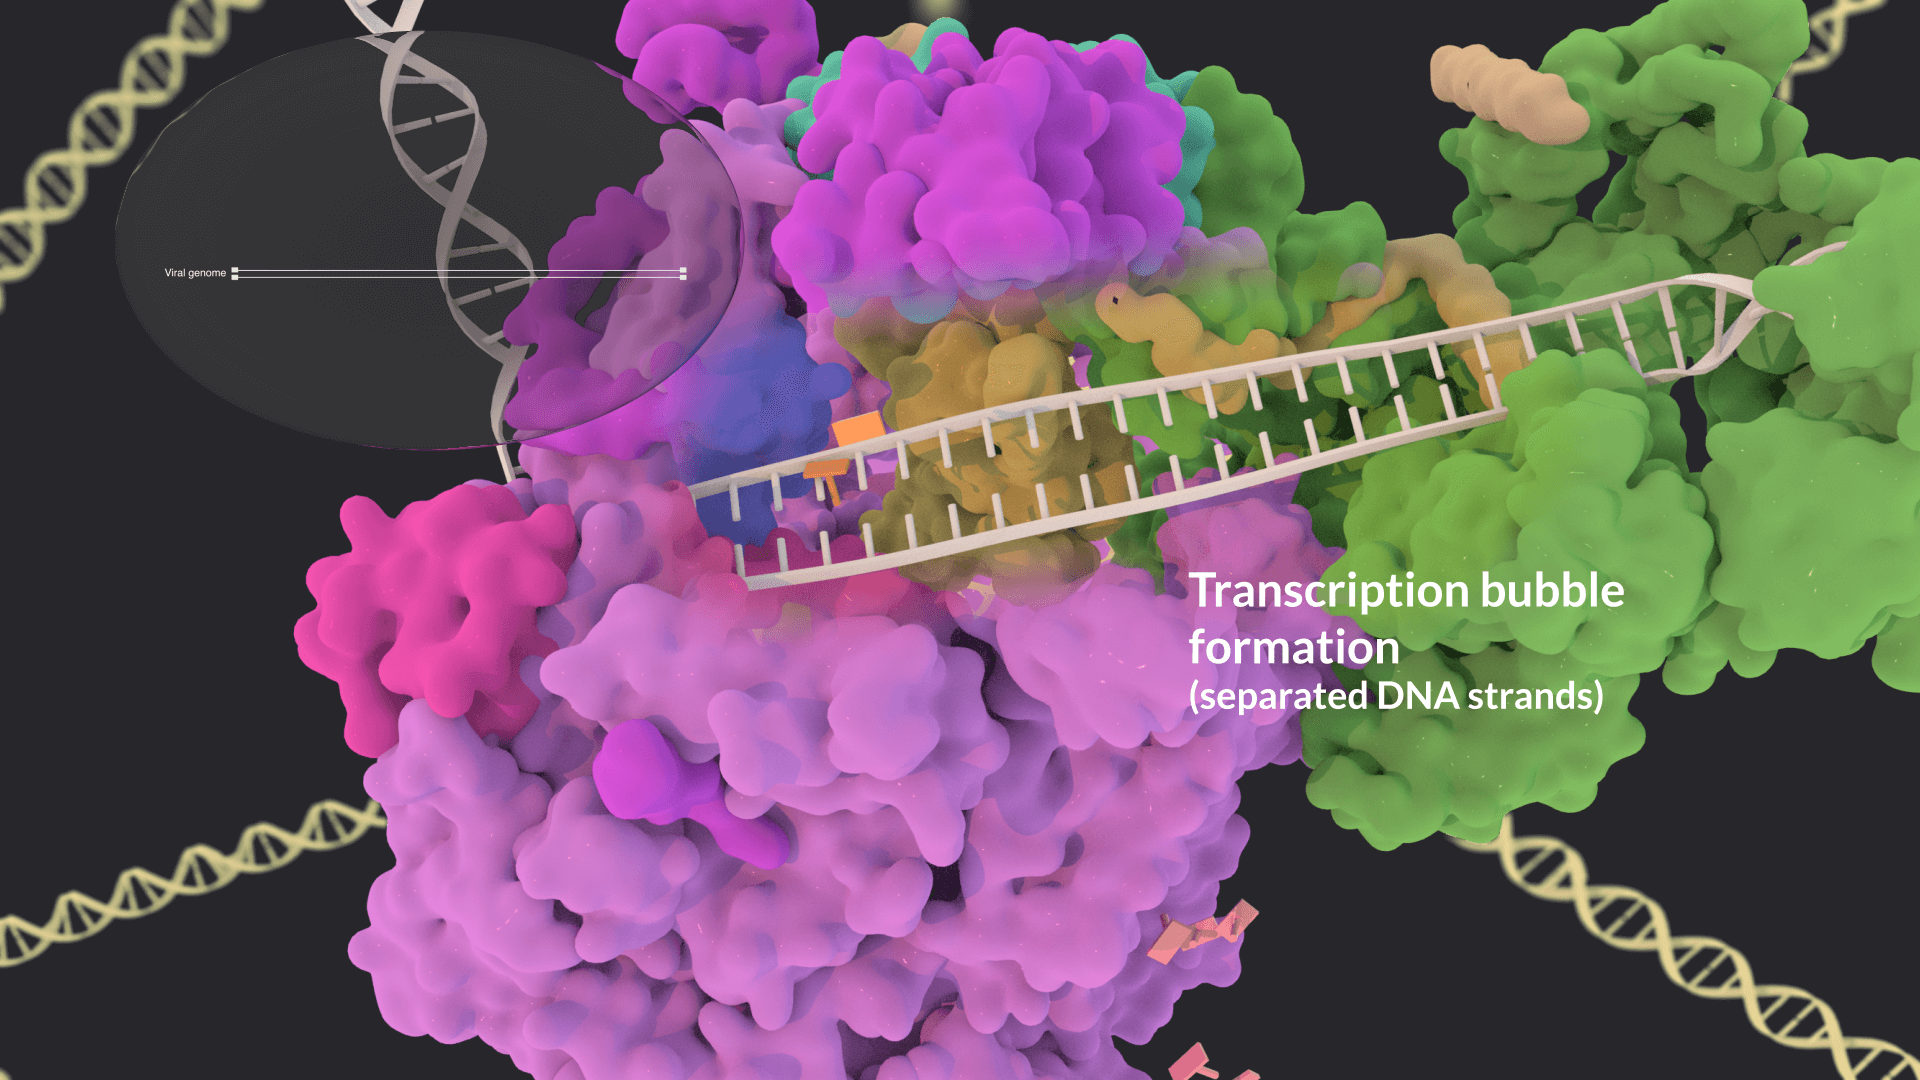 Viral genome
Transcription bubble
formation
(separated DNA strands)